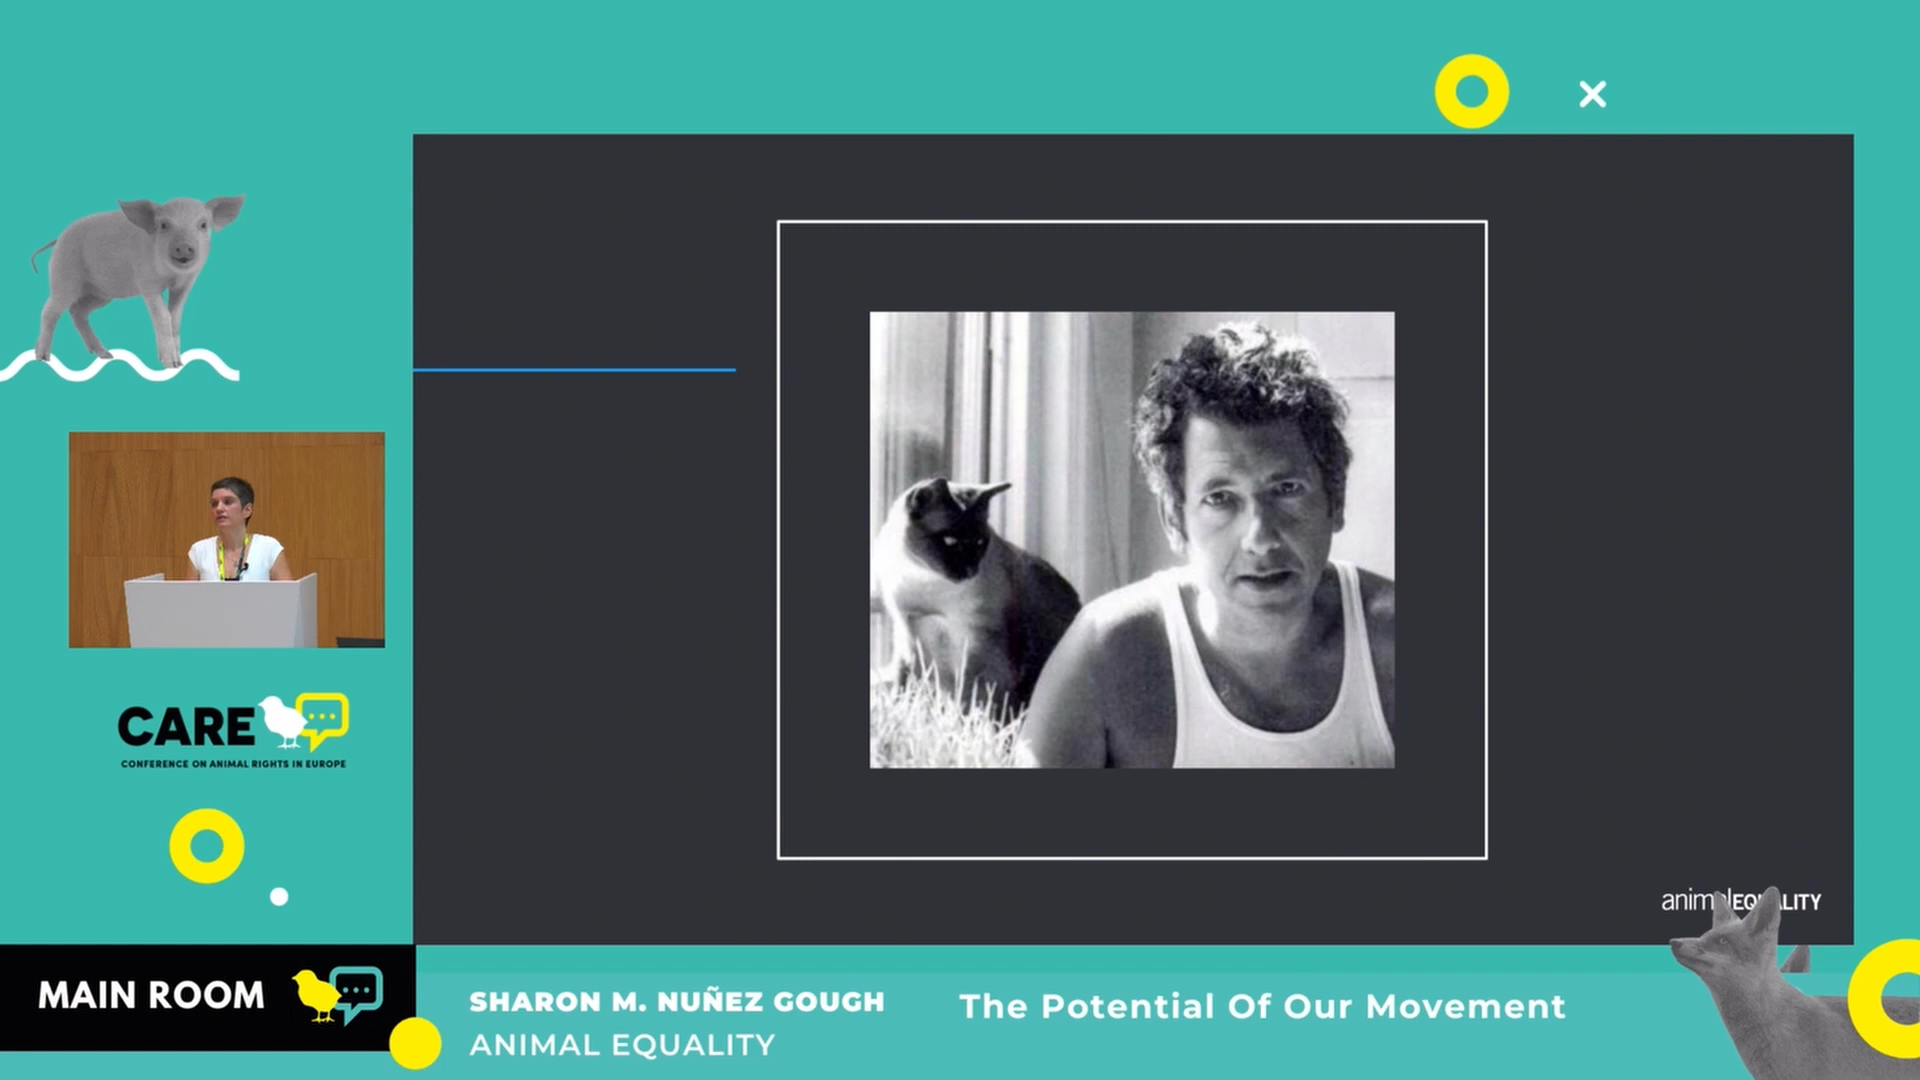 animalEQUALITY
CARE
CONFERENCE ON ANIMAL RIGHTS IN EUROPE
MAIN ROOM
SHARON M. NUÑEZ GOUGH
ANIMAL EQUALITY
The Potential Of Our Movement